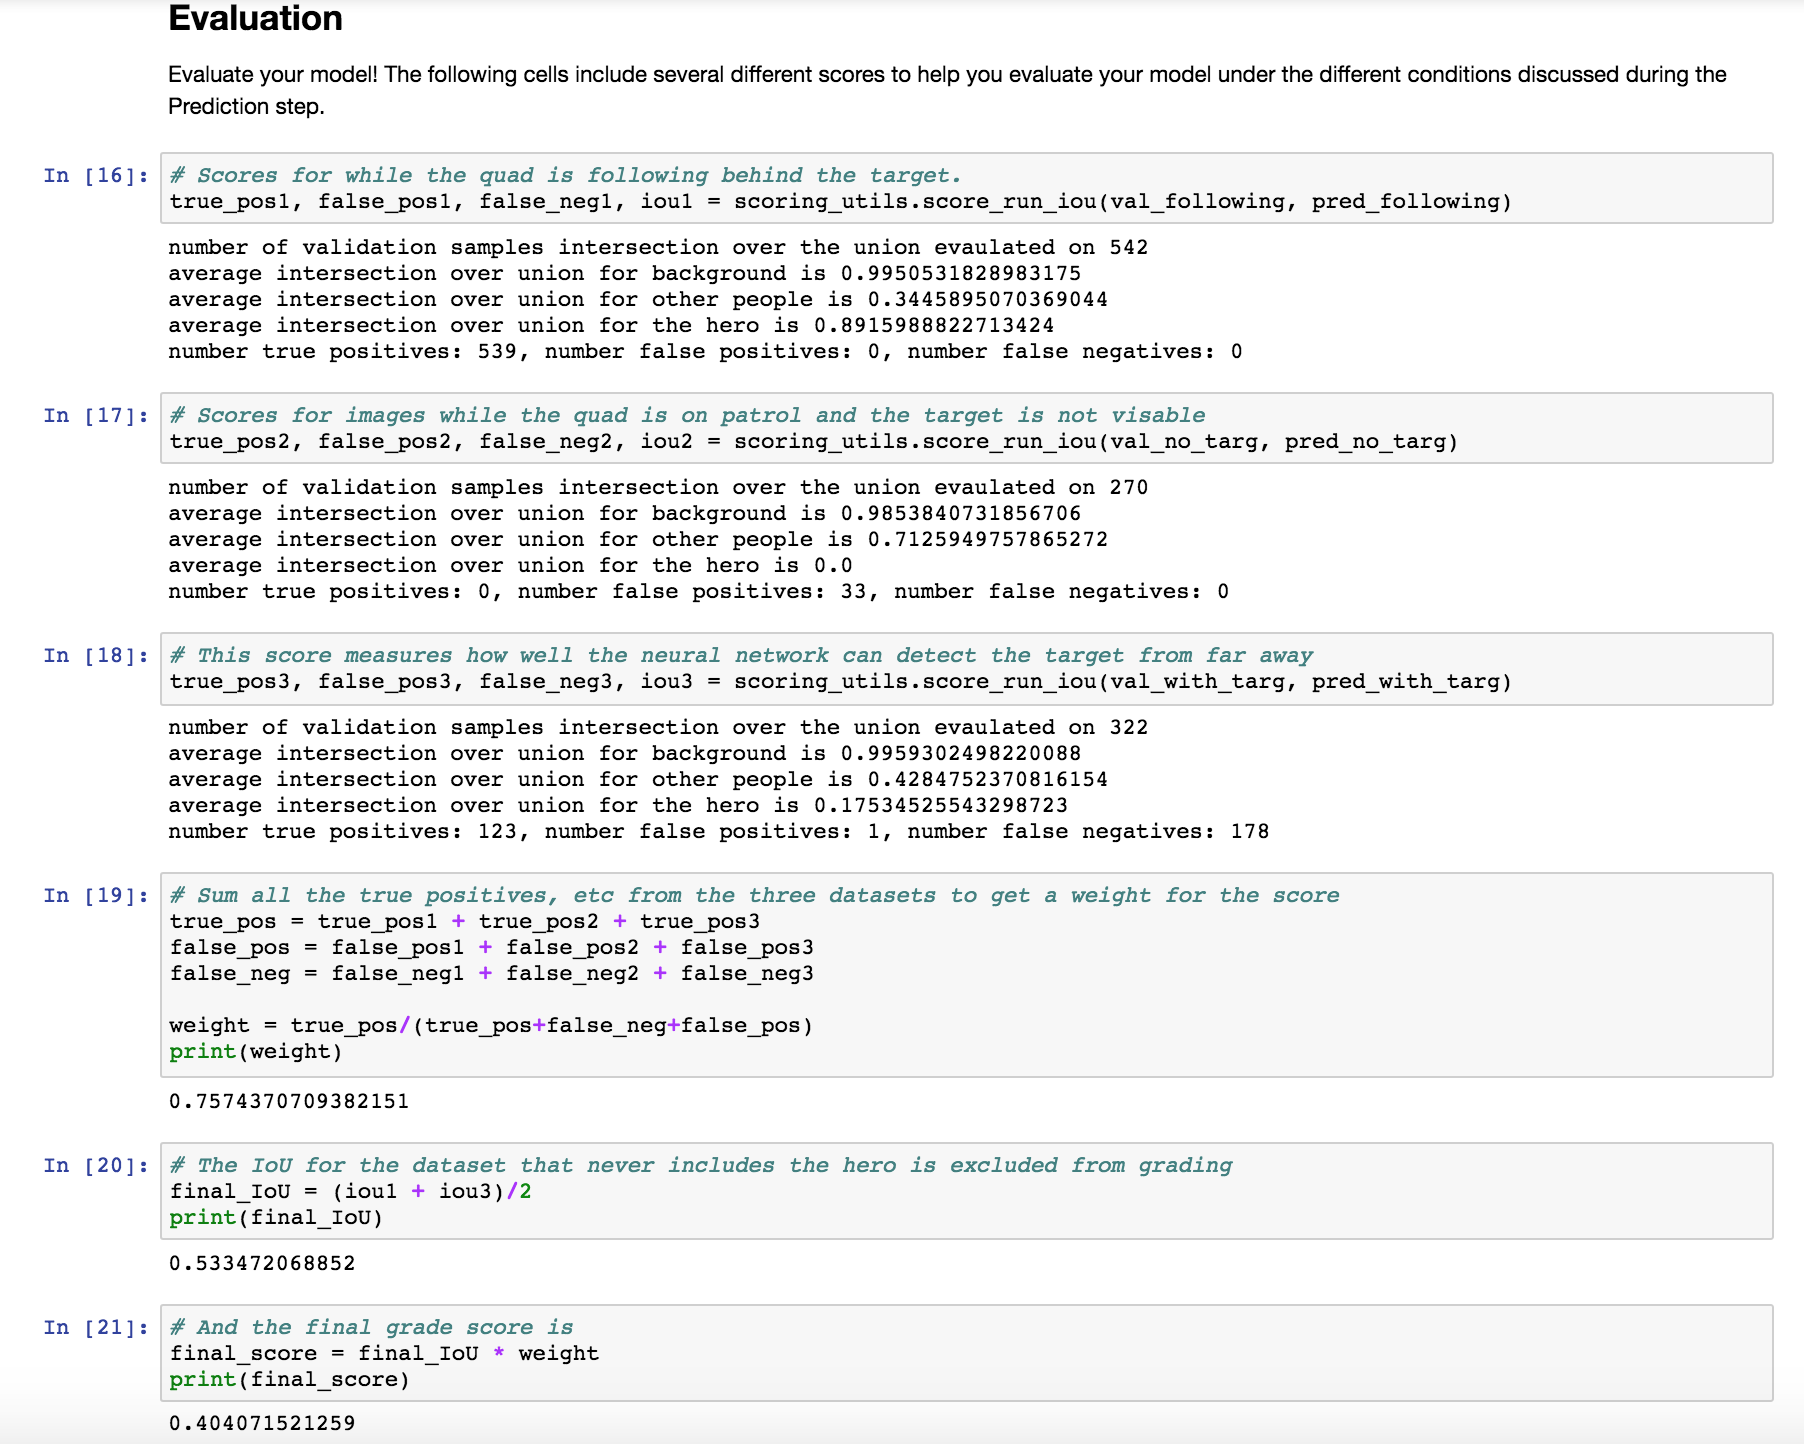 Evaluation
Evaluate your model! The following cells include several different scores to help you evaluate your model under the different conditions discussed during the
Prediction step.
In [16]:
# Scores for while the quad is following behind the target.
true_pos1, false_pos1, false_neg1, iou1 = scoring_utils.score_run_iou(val_following, pred_following)
number of validation samples intersection over the union evaulated on 542
average intersection over union for background is 0.9950531828983175
average intersection over union for other people is 0.3445895070369044
average intersection over union for the hero is 0.8915988822713424
number true positives: 539, number false positives: 0, number false negatives: 0
In [17]:
# Scores for images while the quad is on patrol and the target is not visable
true_pos2, false_pos2, false_neg2, iou2 = scoring_utils.score_run_iou(val_no_targ, pred_no_targ)
number of validation samples intersection over the union evaulated on 270
average intersection over union for background is 0.9853840731856706
average intersection over union for other people is 0.7125949757865272
average intersection over union for the hero is 0.0
number true positives: 0, number false positives: 33, number false negatives: 0
In [18]:
# This score measures how well the neural network can detect the target from far away
true_pos3, false_pos3, false_neg3, iou3 = scoring_utils.score_run_iou(val_with_targ, pred_with_targ)
number of validation samples intersection over the union evaulated on 322
average intersection over union for background is 0.9959302498220088
average intersection over union for other people is 0.4284752370816154
average intersection over union for the hero is 0.17534525543298723
number true positives: 123, number false positives: 1, number false negatives: 178
In [19]:
# Sum all the true positives, etc from the three datasets to get a weight for the score
true_pos = true_pos1 + true_pos2 + true_pos3
false_pos = false_pos1 + false_pos2 + false_pos3
false_neg = false_neg1 + false_neg2 + false_neg3
weight = true_pos/(true_pos+false_neg+false_pos)
print(weight)
0.7574370709382151
In [20]:
# The IoU for the dataset that never includes the hero is excluded from grading
final_IoU = (iou1 + iou3)/2
print(final_IoU)
0.533472068852
In [21]:
# And the final grade score is
final_score = final_IoU * weight
print(final_score)
0.404071521259